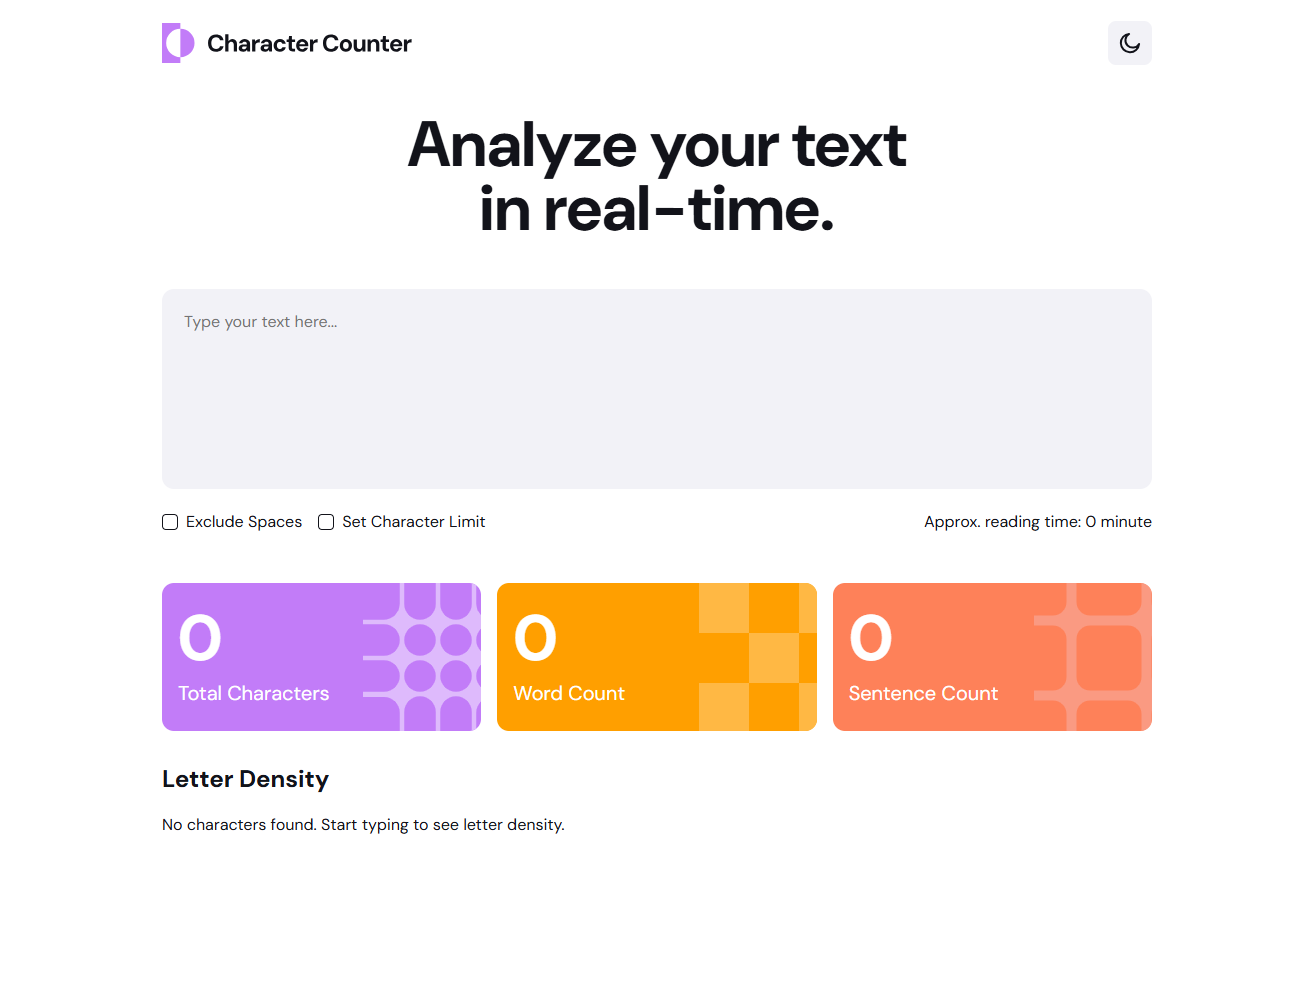 Character Counter
Analyze your text
in real-time.
Type your text here...
Exclude Spaces
Set Character Limit
Approx. reading time: 0 minute
0
Total Characters
0
Word Count
0
Sentence Count
Letter Density
No characters found. Start typing to see letter density.